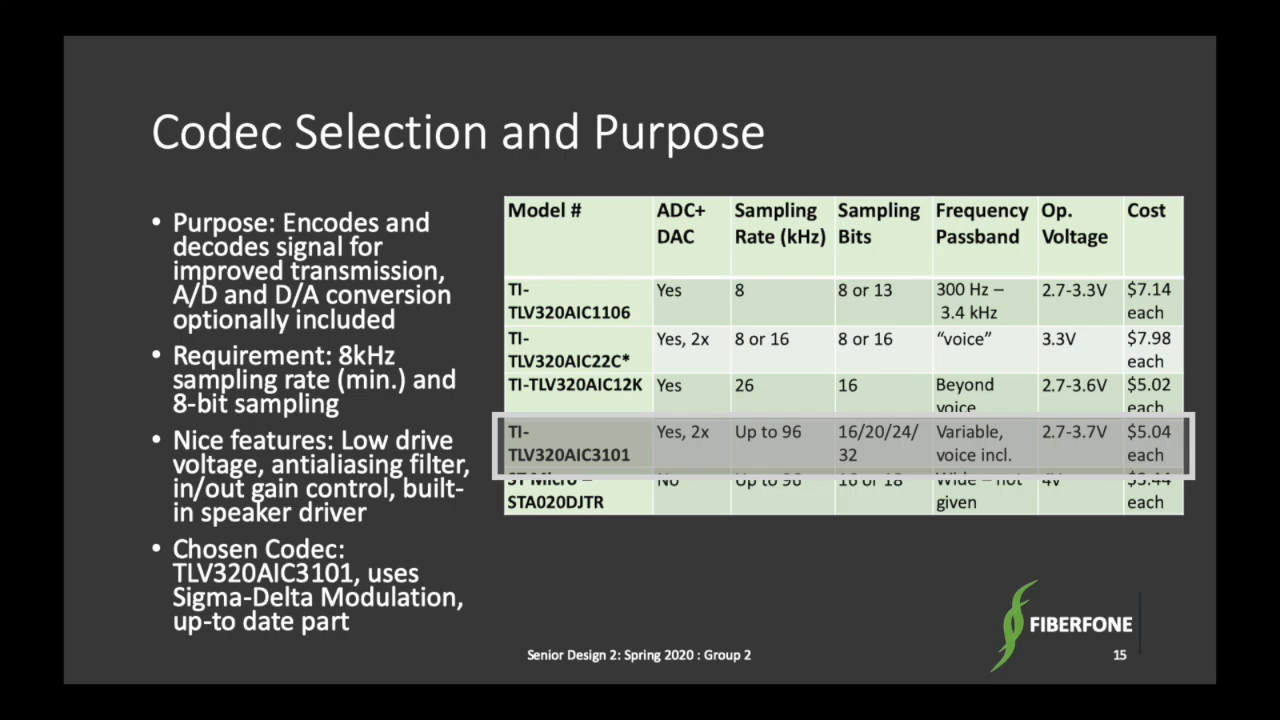 Codec Selection and Purpose
• Purpose: Encodes and
decodes signal for
improved transmission,
A/D and D/A conversion
optionally included
• Requirement: 8kHz
sampling rate (min.) and
8-bit sampling
• Nice features: Low drive
voltage, antialiasing filter,
in/out gain control, built-
in speaker driver
• Chosen Codec:
TLV320AIC3101, uses
Sigma-Delta Modulation,
up-to date part
Model # ADC+ Sampling Sampling Frequency Op. Cost
DAC Rate (kHz) Bits Passband Voltage
TI- Yes 8 8 or 13 300 Hz – 2.7-3.3V $7.14
TLV320AIC1106 3.4 kHz each
TI- Yes, 2x 8 or 16 8 or 16 “voice” 3.3V $7.98
TLV320AIC22C* each
TI-TLV320AIC12K Yes 26 16 Beyond 2.7-3.6V $5.02
voice each
TI- Yes, 2x Up to 96 16/20/24/ Variable, 2.7-3.7V $5.04
TLV320AIC3101 32 voice incl. each
ST Micro – No Up to 96 16 or 18 Wide – not 4V $3.44
STA020DJTR given each
FIBERFONE
Senior Design 2: Spring 2020 : Group 2
15